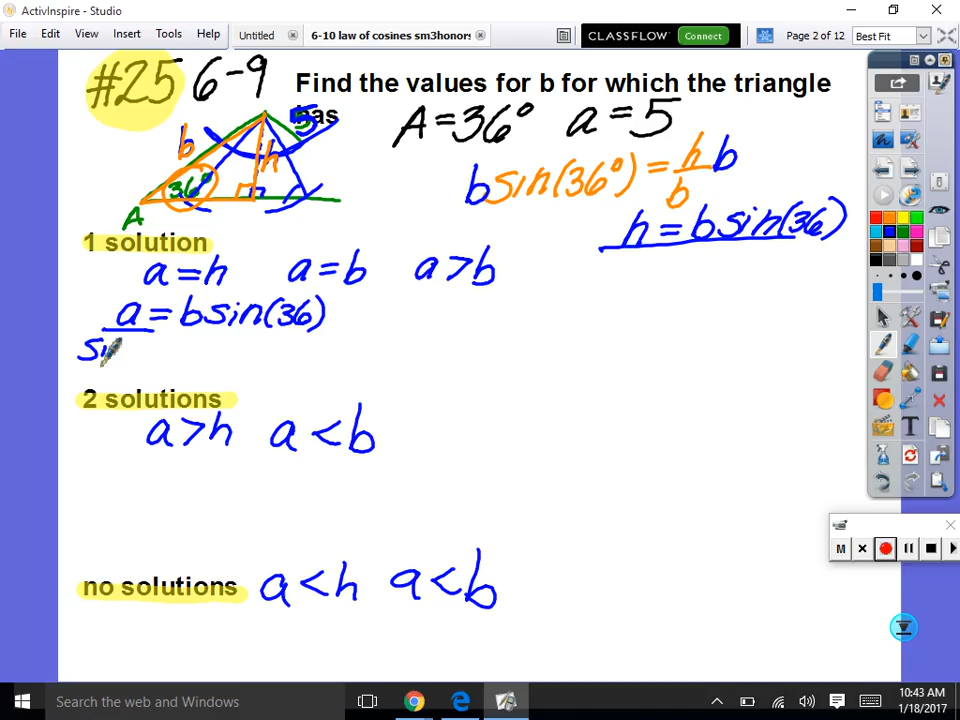 ActivInspire - Studio
File Edit View Insert Tools Help Untitled 6-10 law of cosines sm3honors CLASSFLOW Connect Page 2 of 12 Best Fit
#25 6-9 Find the values for b for which the triangle
has
A=36° a=5
5
b
h
36°
A
b sin(36°) = h/b b
h = b sin(36)
1 solution
a=h a=b a>b
a = b sin(36)
2 solutions
a>h a<b
no solutions a<h a<b
M
Search the web and Windows
10:43 AM
1/18/2017